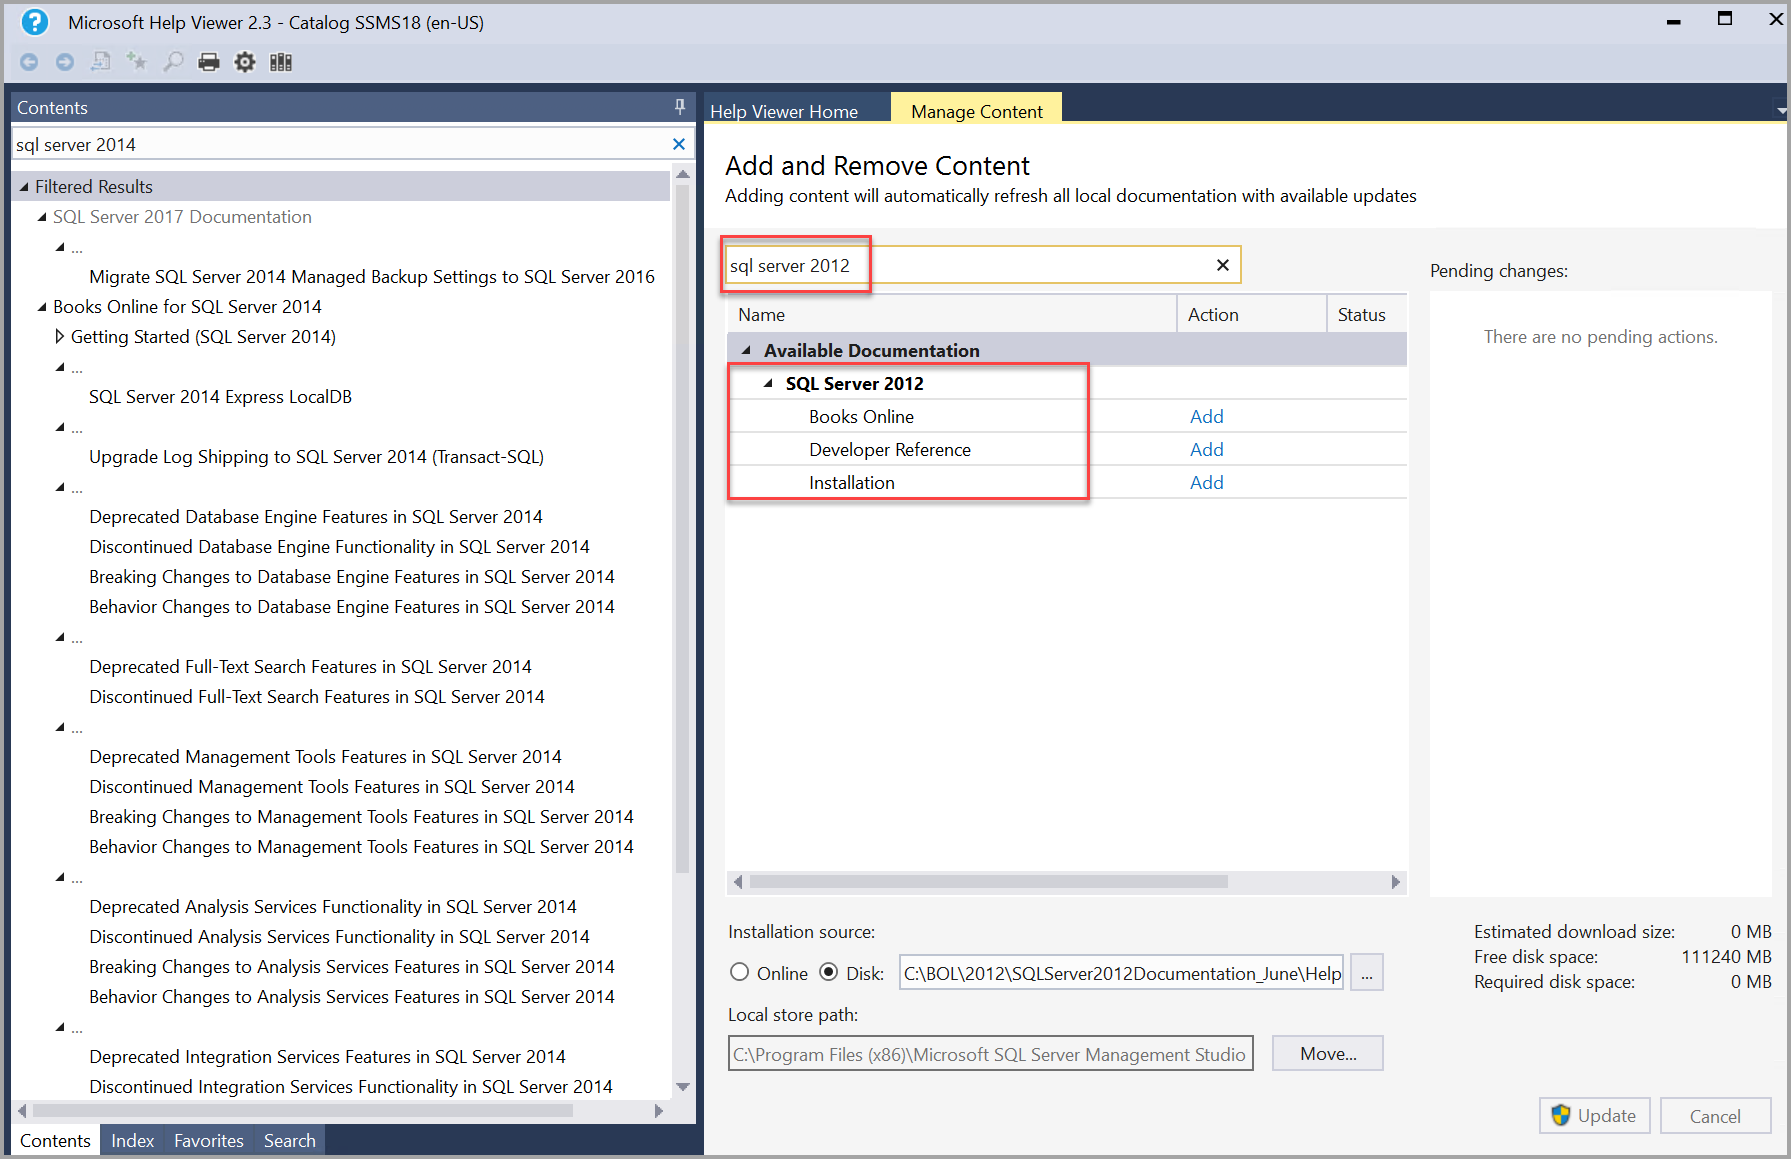 Microsoft Help Viewer 2.3 - Catalog SSMS18 (en-US)
Contents
sql server 2014
Filtered Results
SQL Server 2017 Documentation
...
Migrate SQL Server 2014 Managed Backup Settings to SQL Server 2016
Books Online for SQL Server 2014
Getting Started (SQL Server 2014)
...
SQL Server 2014 Express LocalDB
...
Upgrade Log Shipping to SQL Server 2014 (Transact-SQL)
...
Deprecated Database Engine Features in SQL Server 2014
Discontinued Database Engine Functionality in SQL Server 2014
Breaking Changes to Database Engine Features in SQL Server 2014
Behavior Changes to Database Engine Features in SQL Server 2014
...
Deprecated Full-Text Search Features in SQL Server 2014
Discontinued Full-Text Search Features in SQL Server 2014
...
Deprecated Management Tools Features in SQL Server 2014
Discontinued Management Tools Features in SQL Server 2014
Breaking Changes to Management Tools Features in SQL Server 2014
Behavior Changes to Management Tools Features in SQL Server 2014
...
Deprecated Analysis Services Functionality in SQL Server 2014
Discontinued Analysis Services Functionality in SQL Server 2014
Breaking Changes to Analysis Services Features in SQL Server 2014
Behavior Changes to Analysis Services Features in SQL Server 2014
...
Deprecated Integration Services Features in SQL Server 2014
Discontinued Integration Services Functionality in SQL Server 2014
Contents Index Favorites Search
Help Viewer Home Manage Content
Add and Remove Content
Adding content will automatically refresh all local documentation with available updates
sql server 2012
Name Action Status
Available Documentation
SQL Server 2012
Books Online Add
Developer Reference Add
Installation Add
Pending changes:
There are no pending actions.
Installation source:
Online Disk: C:\BOL\2012\SQLServer2012Documentation_June\Help ...
Local store path:
C:\Program Files (x86)\Microsoft SQL Server Management Studio Move...
Estimated download size: 0 MB
Free disk space: 111240 MB
Required disk space: 0 MB
Update Cancel